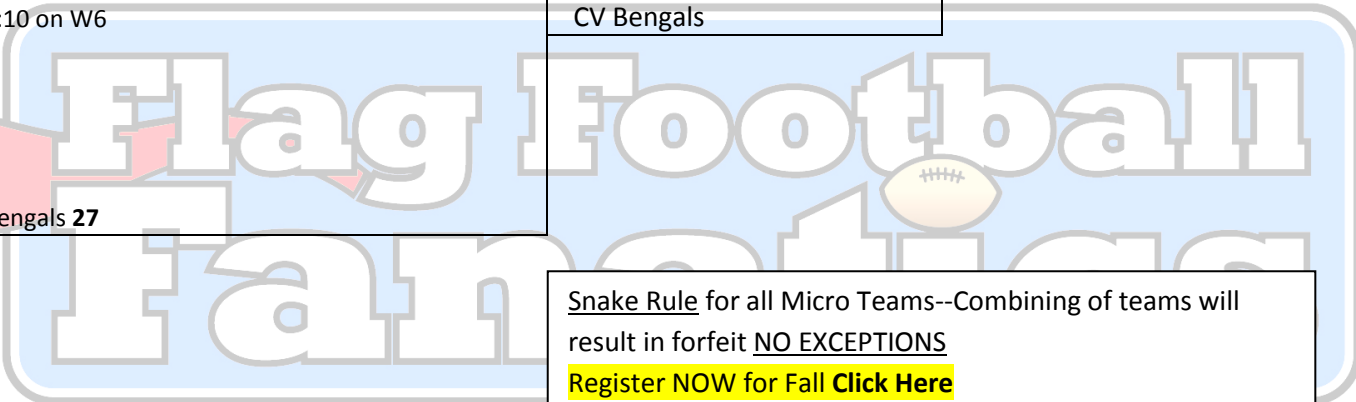 :10 on W6
CV Bengals
Flag Football
Fanatics
engals 27
Snake Rule for all Micro Teams--Combining of teams will
result in forfeit NO EXCEPTIONS
Register NOW for Fall Click Here